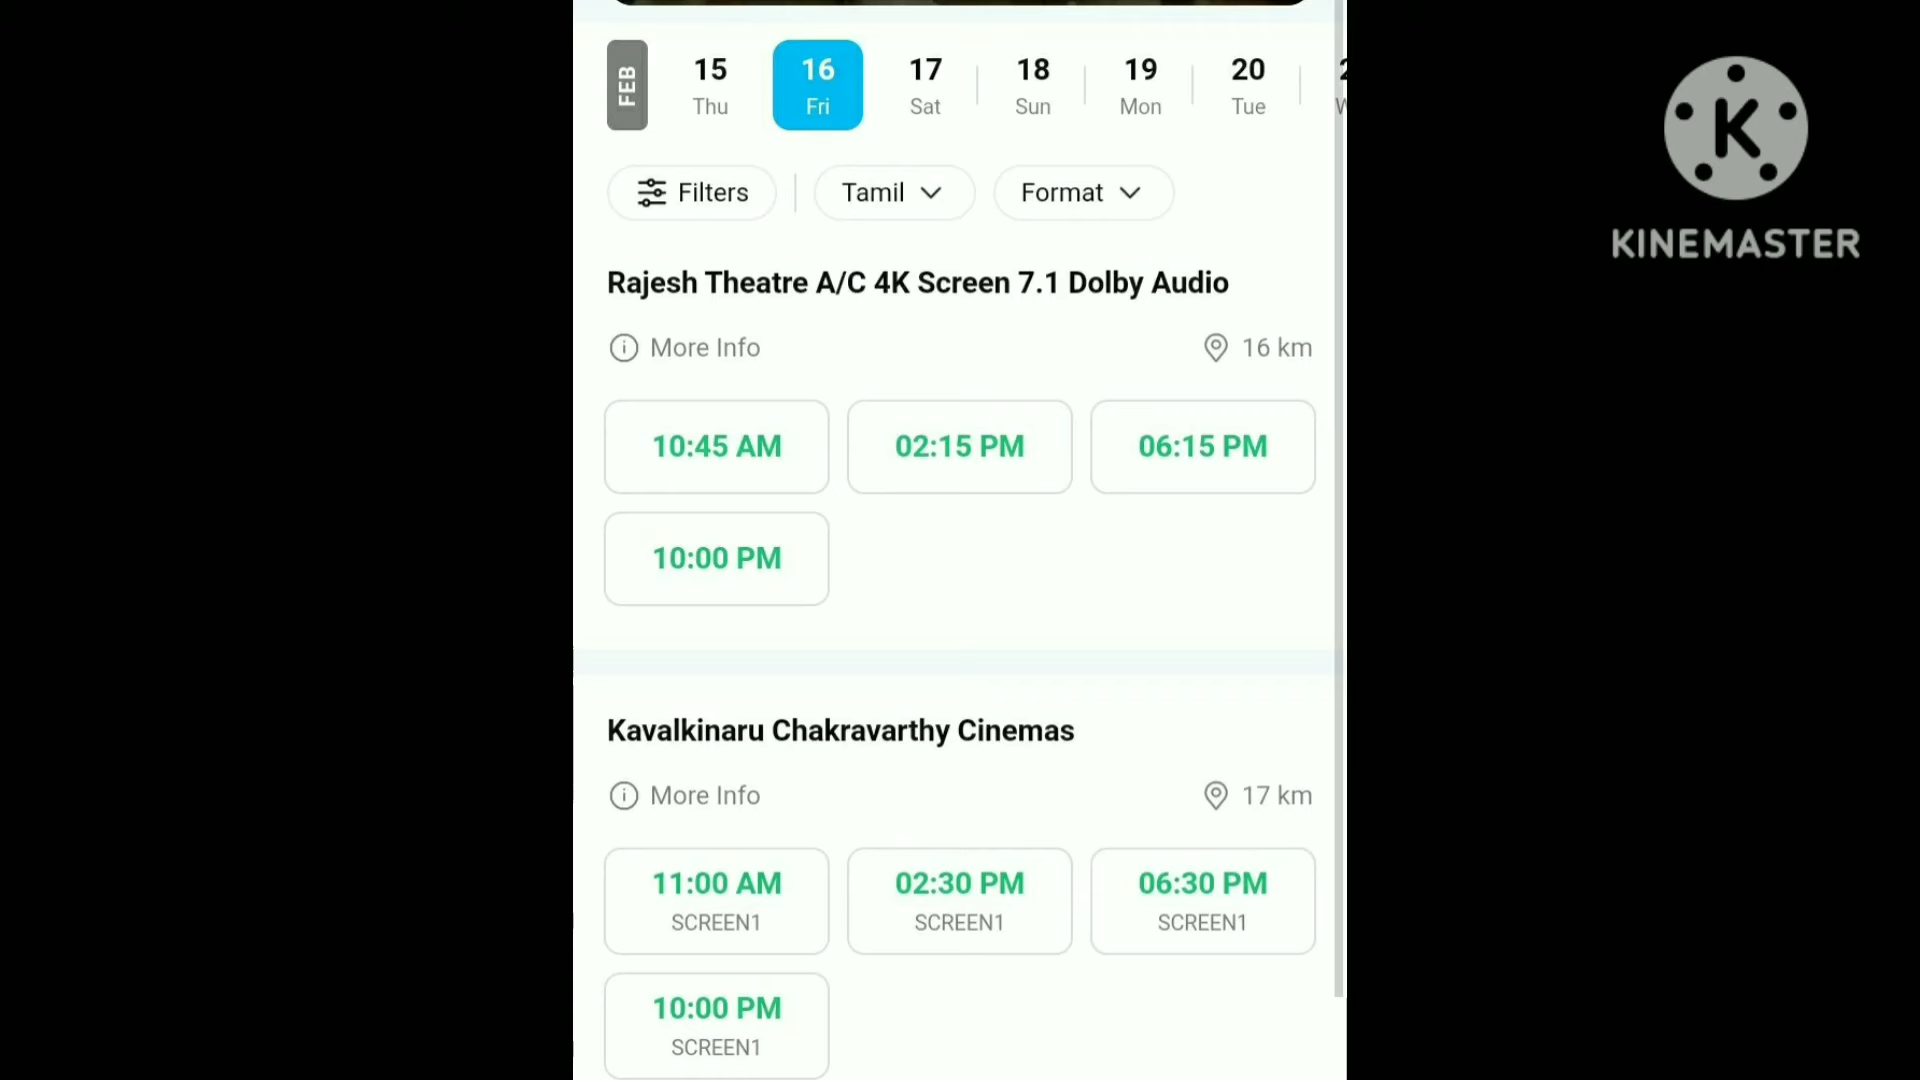 FEB
15 16 17 18 19 20
Thu Fri Sat Sun Mon Tue
Filters Tamil Format
Rajesh Theatre A/C 4K Screen 7.1 Dolby Audio
More Info 16 km
10:45 AM 02:15 PM 06:15 PM
10:00 PM
Kavalkinaru Chakravarthy Cinemas
More Info 17 km
11:00 AM 02:30 PM 06:30 PM
SCREEN1 SCREEN1 SCREEN1
10:00 PM
SCREEN1
K
KINEMASTER